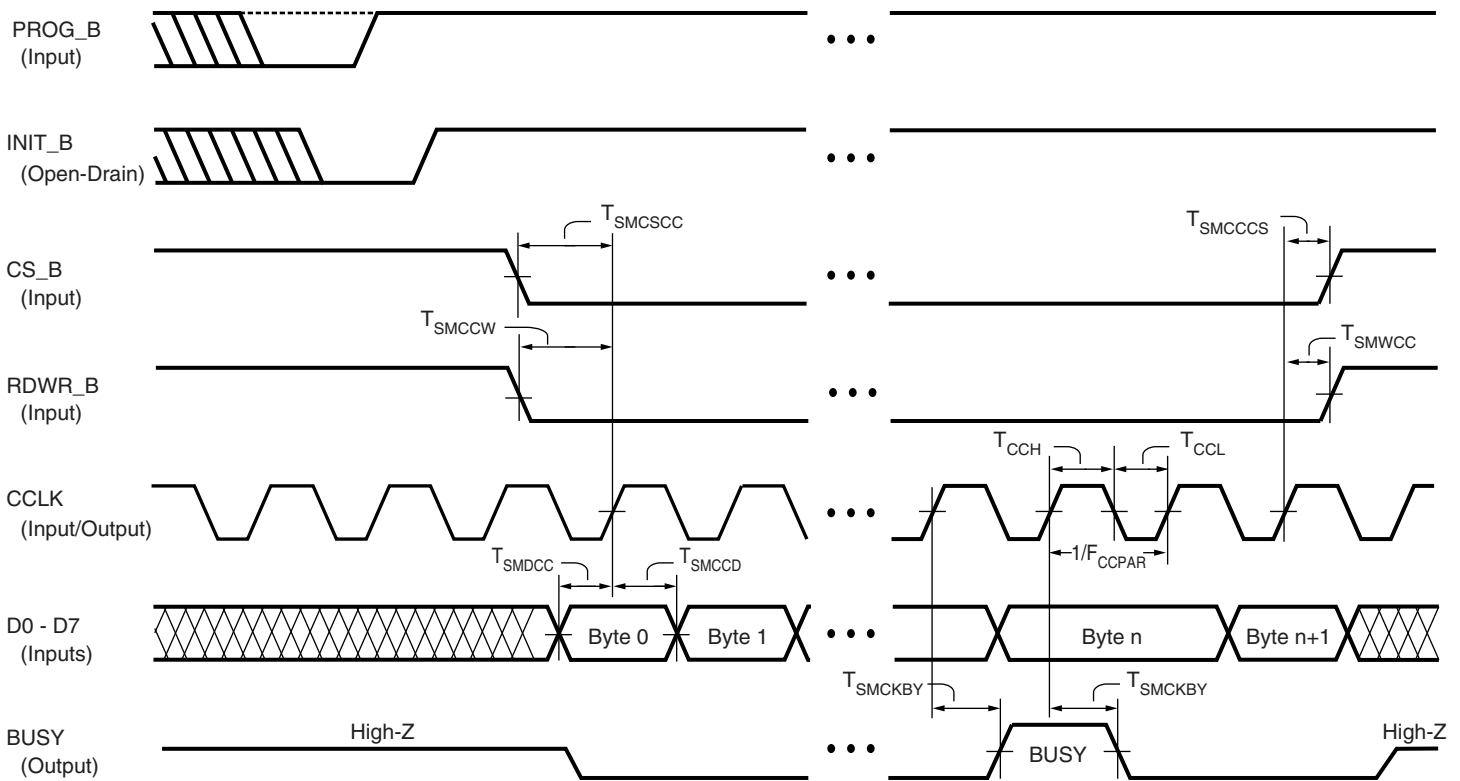 PROG_B
(Input)
INIT_B
(Open-Drain)
T_SMCSCC
T_SMCCCS
CS_B
(Input)
T_SMCCW
T_SMWCC
RDWR_B
(Input)
T_CCH
T_CCL
CCLK
(Input/Output)
1/F_CCPAR
T_SMDCC
T_SMCCD
D0 - D7
(Inputs)
Byte 0
Byte 1
Byte n
Byte n+1
T_SMCKBY
T_SMCKBY
BUSY
(Output)
High-Z
BUSY
High-Z